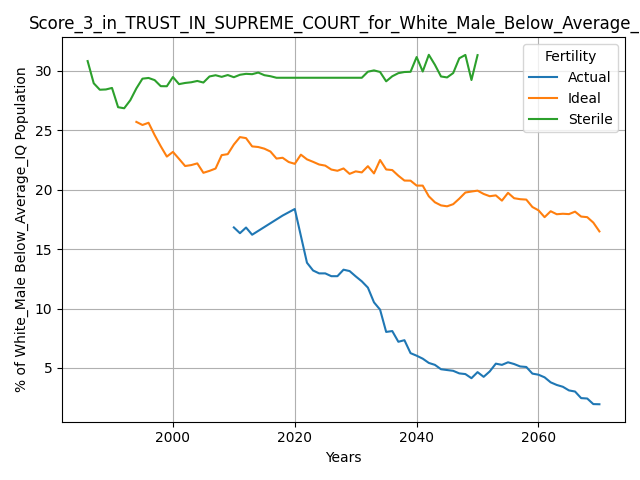 Score_3_in_TRUST_IN_SUPREME_COURT_for_White_Male_Below_Average_
Fertility
Actual
Ideal
Sterile
30
25
20
15
10
5
% of White_Male Below_Average_IQ Population
2000
2020
2040
2060
Years